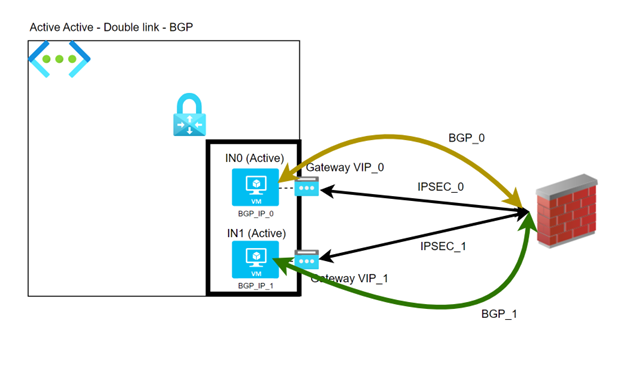 Active Active - Double link - BGP
BGP_0
IN0 (Active)
Gateway VIP_0
IPSEC_0
VM
BGP_IP_0
IN1 (Active)
IPSEC_1
VM
Gateway VIP_1
BGP_IP_1
BGP_1